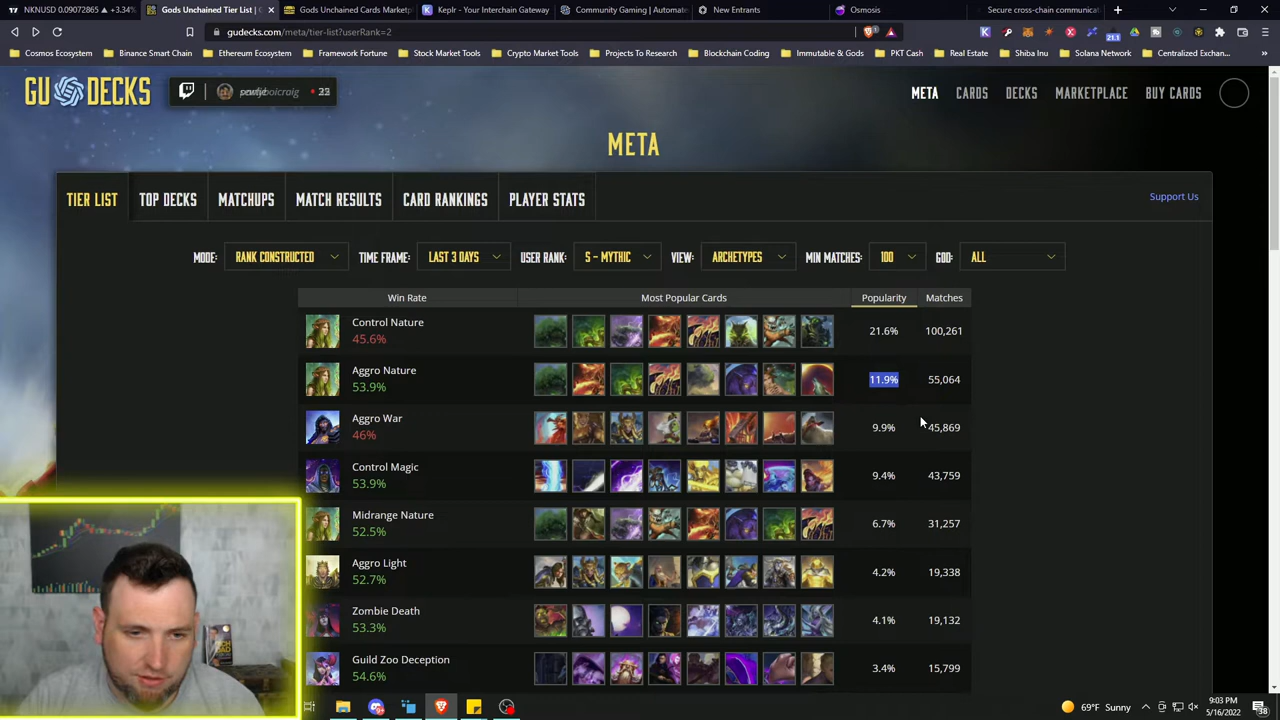 NKNUSD 0.09072865 ▲ +3.34%
Gods Unchained Tier List |
Gods Unchained Cards Marketp
Keplr - Your Interchain Gateway
Community Gaming | Automate
New Entrants
Osmosis
Secure cross-chain communicat
gudecks.com/meta/tier-list?userRank=2
21.1
Cosmos Ecosystem
Binance Smart Chain
Ethereum Ecosystem
Framework Fortune
Stock Market Tools
Crypto Market Tools
Projects To Research
Blockchain Coding
Immutable & Gods
PKT Cash
Real Estate
Shiba Inu
Solana Network
Centralized Exchan...
GU DECKS
META
CARDS
DECKS
MARKETPLACE
BUY CARDS
META
TIER LIST
TOP DECKS
MATCHUPS
MATCH RESULTS
CARD RANKINGS
PLAYER STATS
Support Us
MODE: RANK CONSTRUCTED
TIME FRAME: LAST 3 DAYS
USER RANK: S - MYTHIC
VIEW: ARCHETYPES
MIN MATCHES: 100
GOD: ALL
Win Rate
Most Popular Cards
Popularity
Matches
Control Nature
45.6%
21.6%
100,261
Aggro Nature
53.9%
11.9%
55,064
Aggro War
46%
9.9%
45,869
Control Magic
53.9%
9.4%
43,759
Midrange Nature
52.5%
6.7%
31,257
Aggro Light
52.7%
4.2%
19,338
Zombie Death
53.3%
4.1%
19,132
Guild Zoo Deception
54.6%
3.4%
15,799
69°F Sunny
9:03 PM
5/16/2022
38